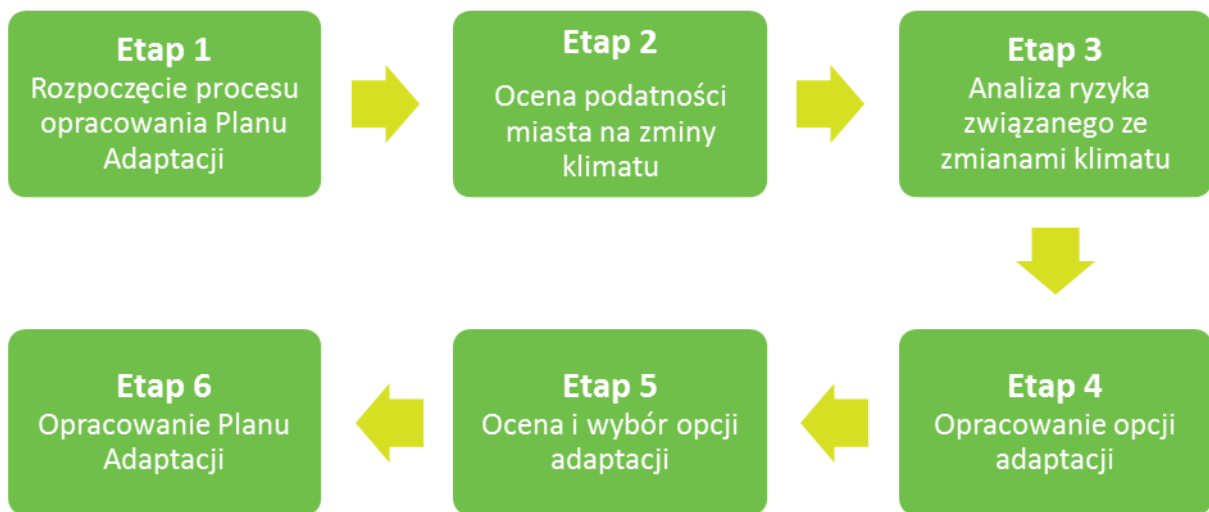 Etap 1
Rozpoczęcie procesu
opracowania Planu
Adaptacji
Etap 2
Ocena podatności
miasta na zminy
klimatu
Etap 3
Analiza ryzyka
związanego ze
zmianami klimatu
Etap 4
Opracowanie opcji
adaptacji
Etap 5
Ocena i wybór opcji
adaptacji
Etap 6
Opracowanie Planu
Adaptacji